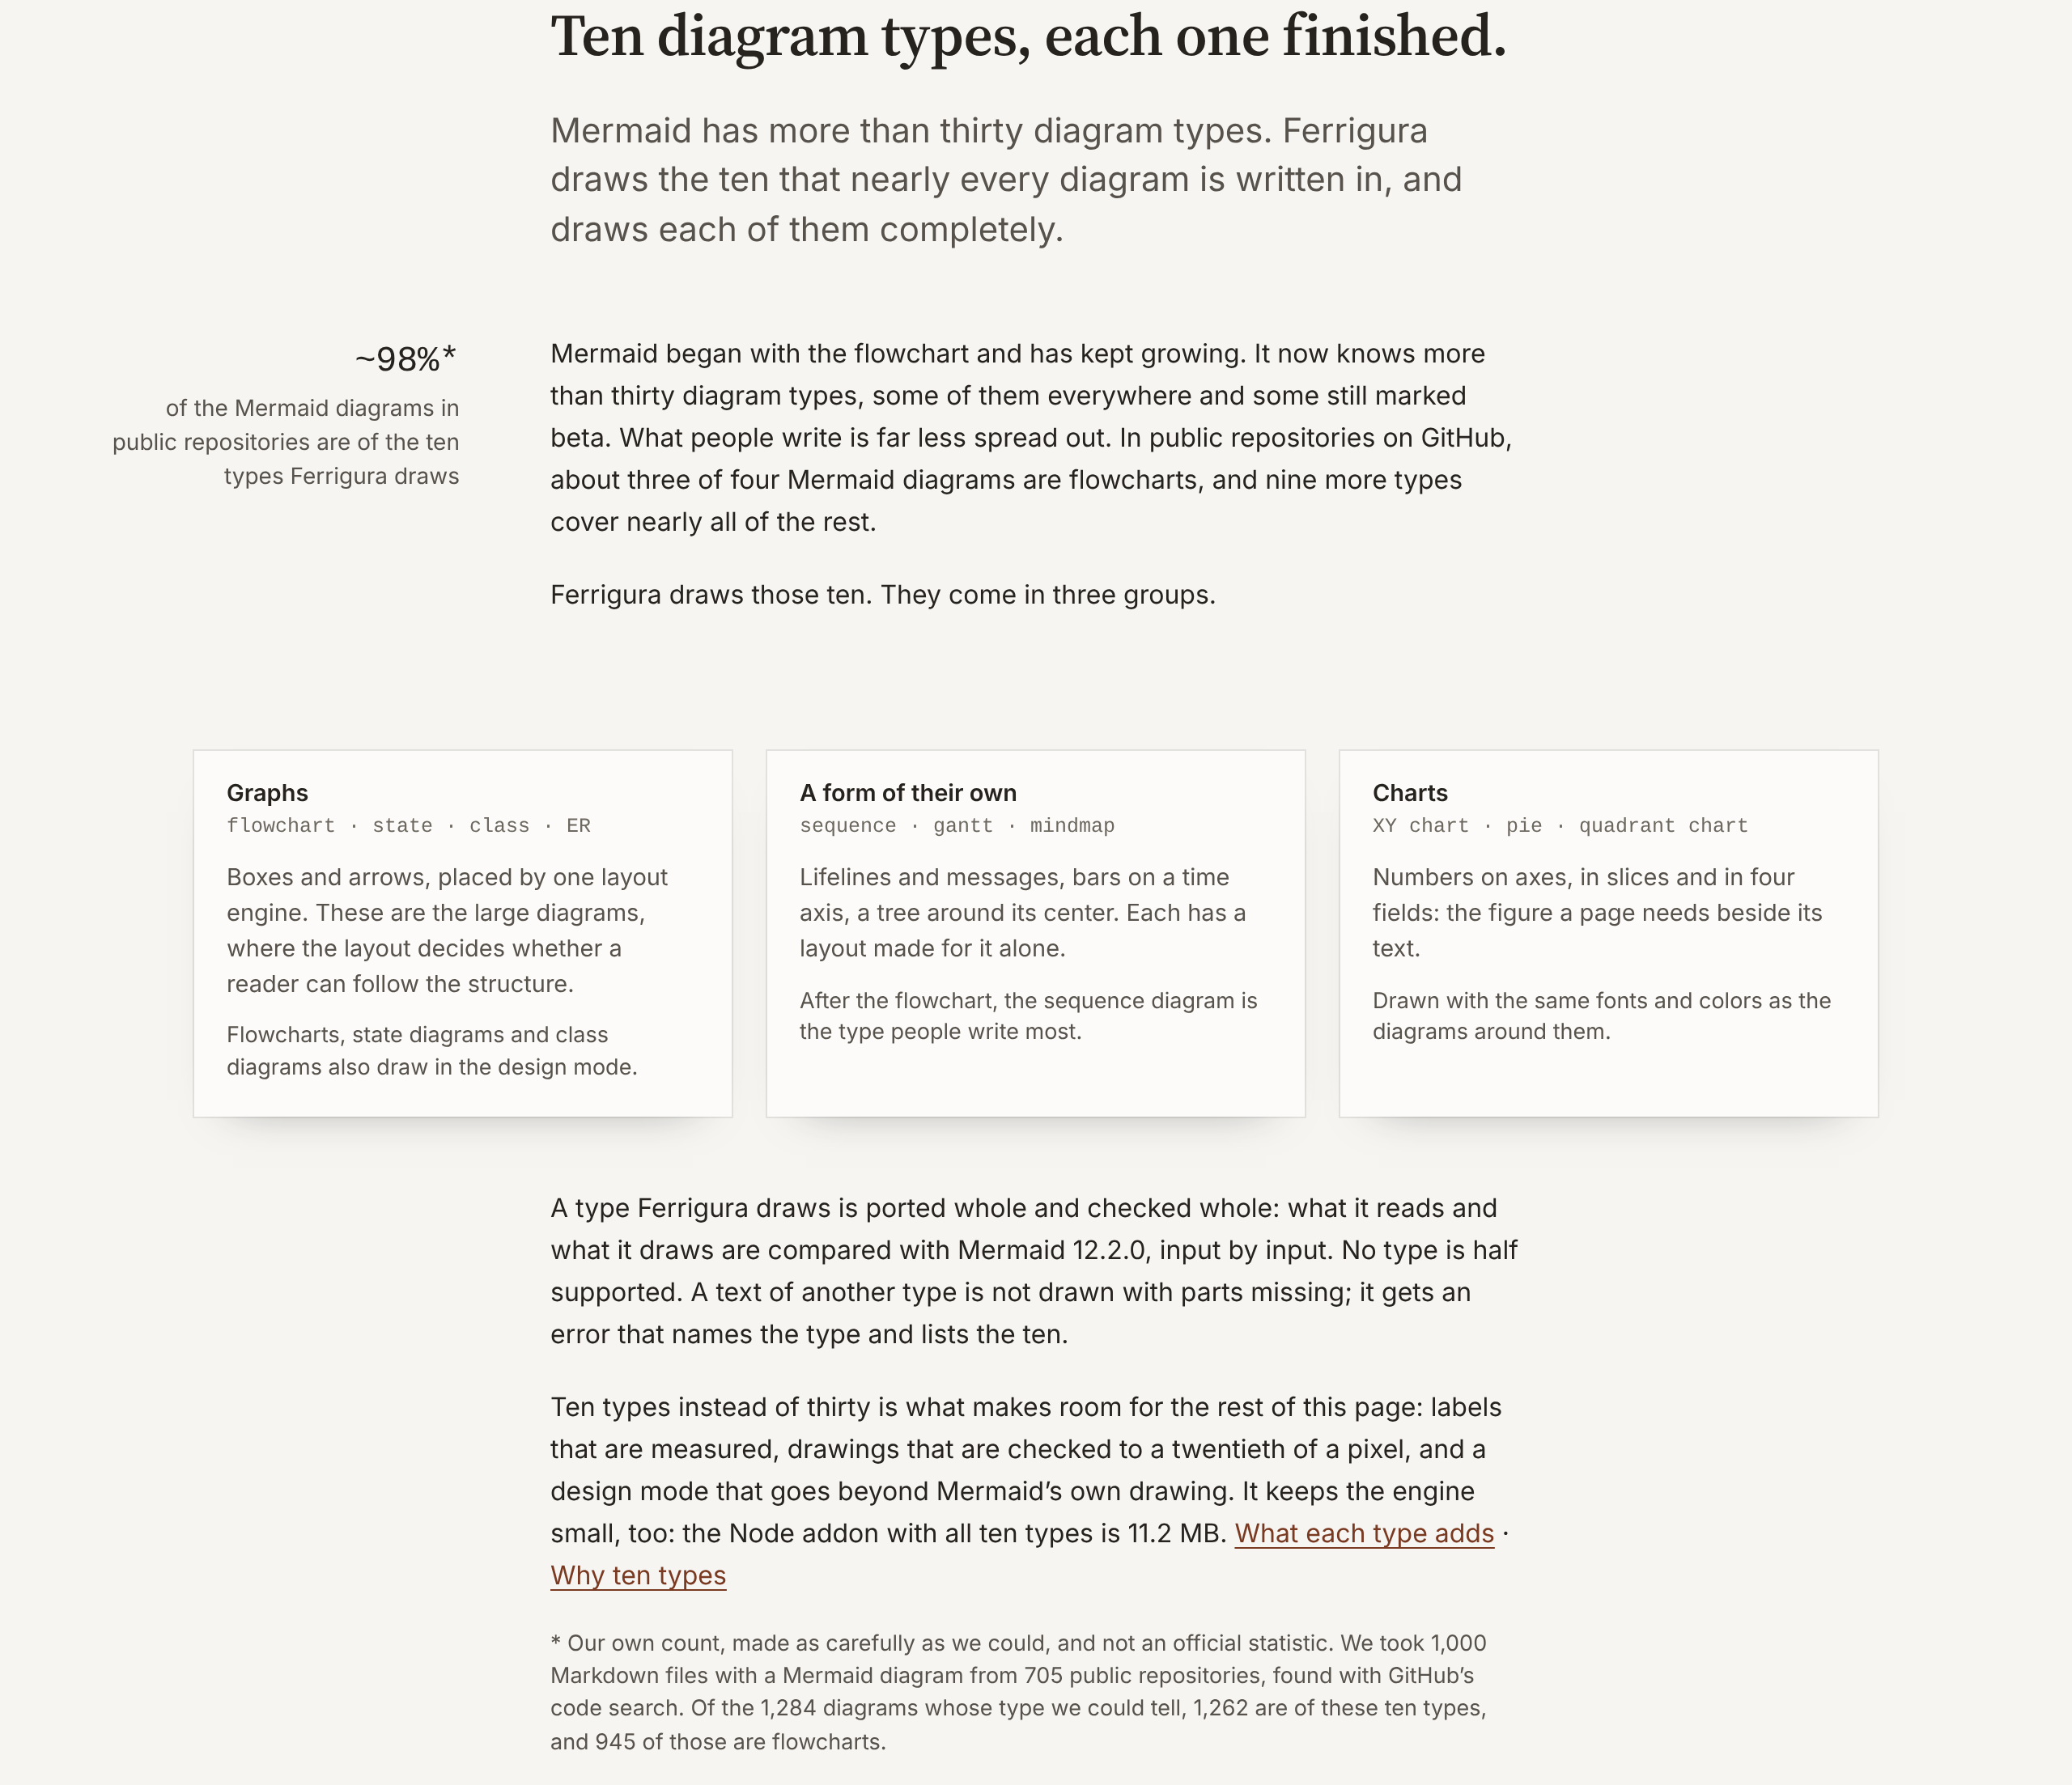 Ten diagram types, each one finished.
Mermaid has more than thirty diagram types. Ferrigura
draws the ten that nearly every diagram is written in, and
draws each of them completely.
~98%*
of the Mermaid diagrams in
public repositories are of the ten
types Ferrigura draws
Mermaid began with the flowchart and has kept growing. It now knows more
than thirty diagram types, some of them everywhere and some still marked
beta. What people write is far less spread out. In public repositories on GitHub,
about three of four Mermaid diagrams are flowcharts, and nine more types
cover nearly all of the rest.
Ferrigura draws those ten. They come in three groups.
Graphs
flowchart · state · class · ER
Boxes and arrows, placed by one layout
engine. These are the large diagrams,
where the layout decides whether a
reader can follow the structure.
Flowcharts, state diagrams and class
diagrams also draw in the design mode.
A form of their own
sequence · gantt · mindmap
Lifelines and messages, bars on a time
axis, a tree around its center. Each has a
layout made for it alone.
After the flowchart, the sequence diagram is
the type people write most.
Charts
XY chart · pie · quadrant chart
Numbers on axes, in slices and in four
fields: the figure a page needs beside its
text.
Drawn with the same fonts and colors as the
diagrams around them.
A type Ferrigura draws is ported whole and checked whole: what it reads and
what it draws are compared with Mermaid 12.2.0, input by input. No type is half
supported. A text of another type is not drawn with parts missing; it gets an
error that names the type and lists the ten.
Ten types instead of thirty is what makes room for the rest of this page: labels
that are measured, drawings that are checked to a twentieth of a pixel, and a
design mode that goes beyond Mermaid’s own drawing. It keeps the engine
small, too: the Node addon with all ten types is 11.2 MB. What each type adds ·
Why ten types
* Our own count, made as carefully as we could, and not an official statistic. We took 1,000
Markdown files with a Mermaid diagram from 705 public repositories, found with GitHub’s
code search. Of the 1,284 diagrams whose type we could tell, 1,262 are of these ten types,
and 945 of those are flowcharts.